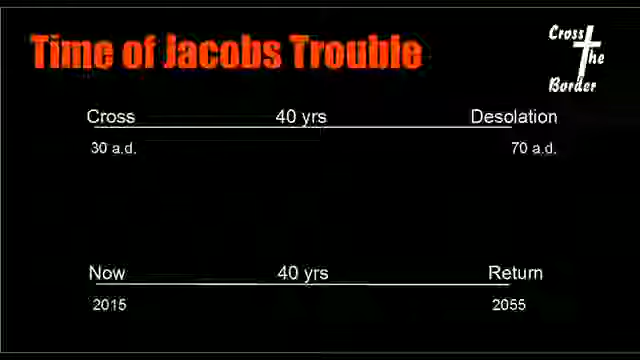 Time of Jacobs Trouble
Cross
The
Border
Cross 40 yrs Desolation
30 a.d. 70 a.d.
Now 40 yrs Return
2015 2055